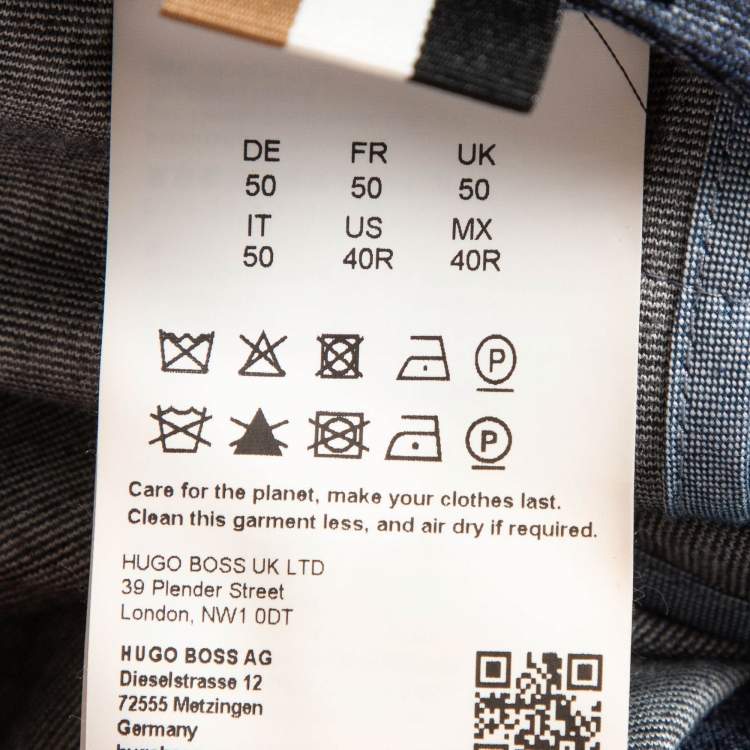 DE FR UK
50 50 50
IT US MX
50 40R 40R
P
P
Care for the planet, make your clothes last.
Clean this garment less, and air dry if required.
HUGO BOSS UK LTD
39 Plender Street
London, NW1 0DT
HUGO BOSS AG
Dieselstrasse 12
72555 Metzingen
Germany